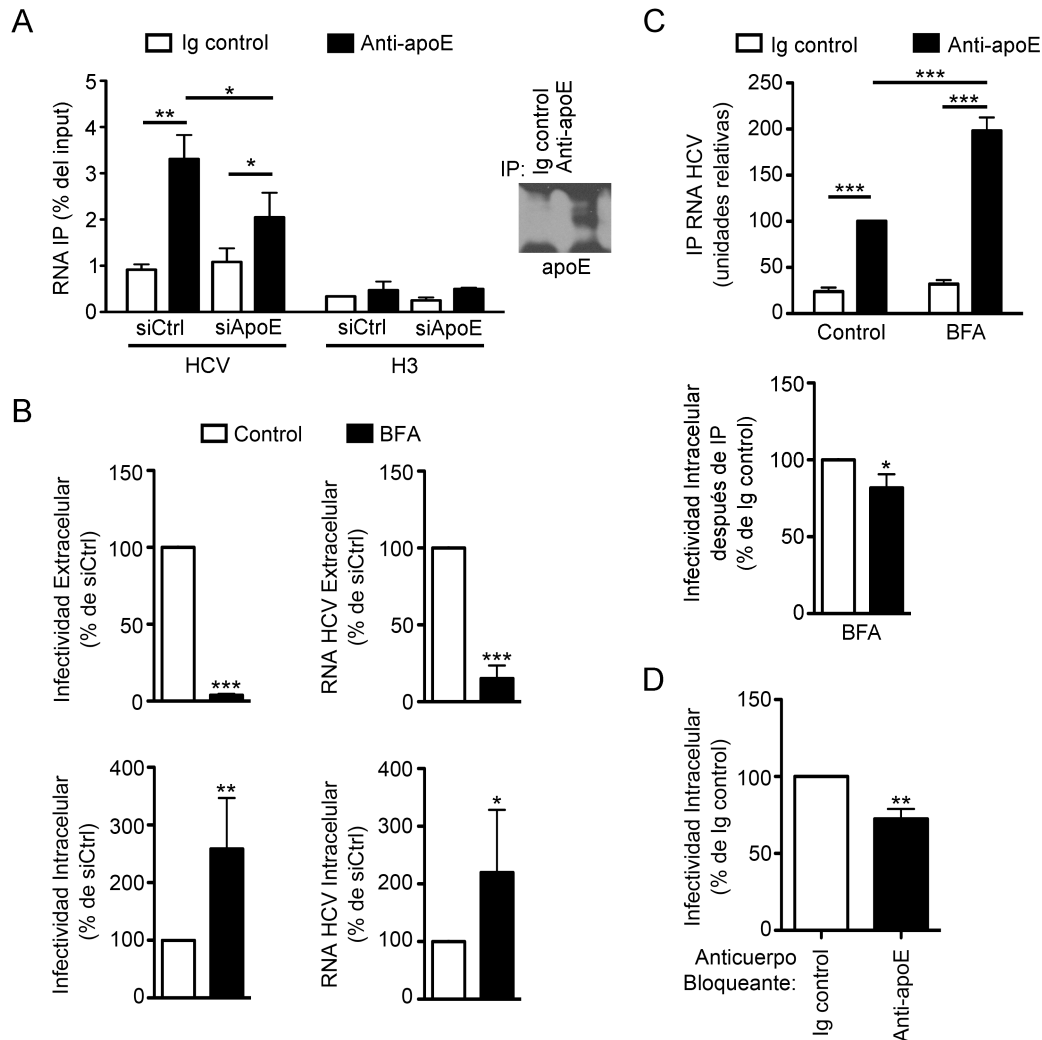 A
Ig control
Anti-apoE
RNA IP (% del input)
5
4
3
2
1
0
**
*
*
siCtrl
siApoE
siCtrl
siApoE
HCV
H3
IP:
Ig control
Anti-apoE
apoE
B
Control
BFA
Infectividad Extracelular
(% de siCtrl)
150
100
50
0
***
RNA HCV Extracelular
(% de siCtrl)
150
100
50
0
***
Infectividad Intracelular
(% de siCtrl)
400
300
200
100
0
**
RNA HCV Intracelular
(% de siCtrl)
400
300
200
100
0
*
C
Ig control
Anti-apoE
IP RNA HCV
(unidades relativas)
250
200
150
100
50
0
***
***
***
Control
BFA
Infectividad Intracelular
después de IP
(% de Ig control)
150
100
50
0
*
BFA
D
Infectividad Intracelular
(% de Ig control)
150
100
50
0
**
Anticuerpo
Bloqueante:
Ig control
Anti-apoE